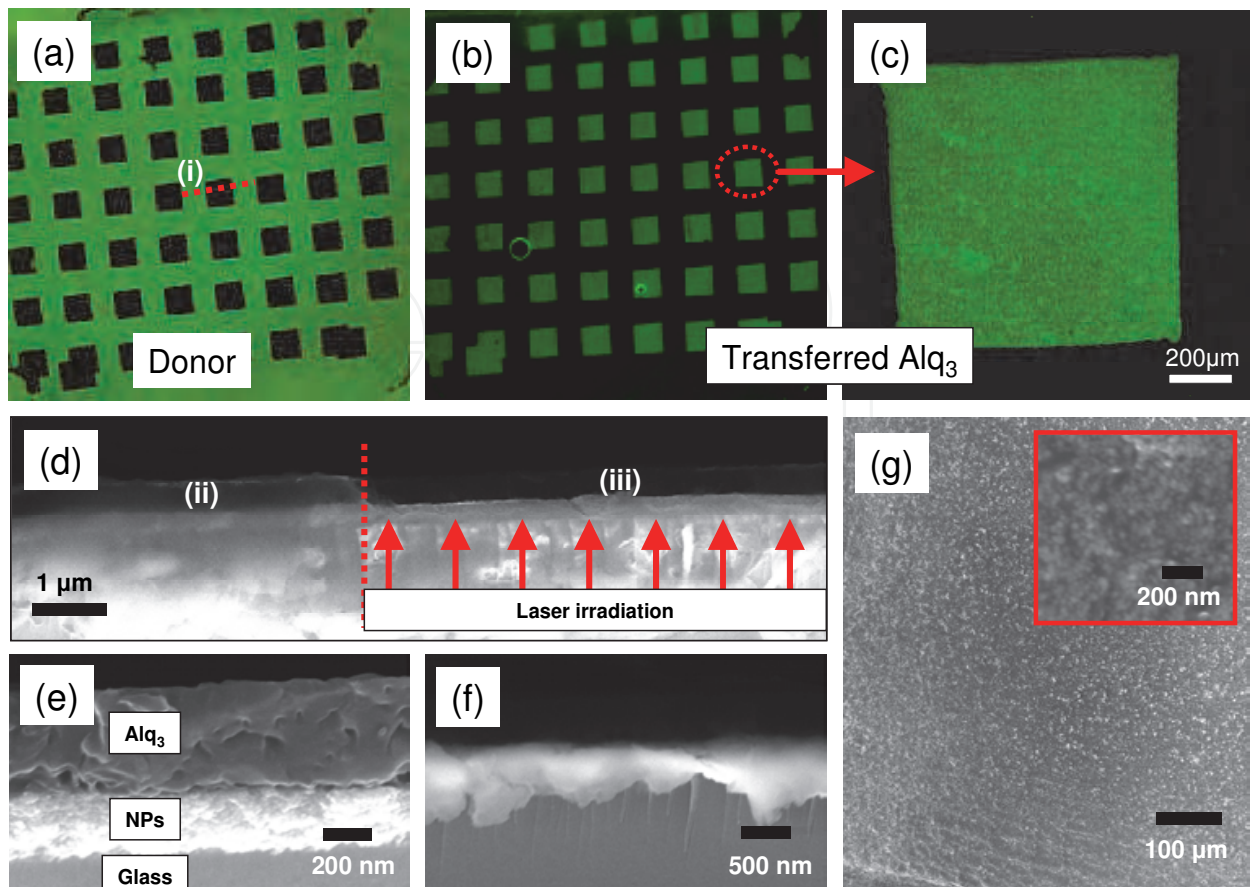 (a)
(i)
Donor
(b)
(c)
Transferred Alq₃
200µm
(d)
(ii)
(iii)
1 µm
Laser irradiation
(e)
Alq₃
NPs
Glass
200 nm
(f)
500 nm
(g)
200 nm
100 µm